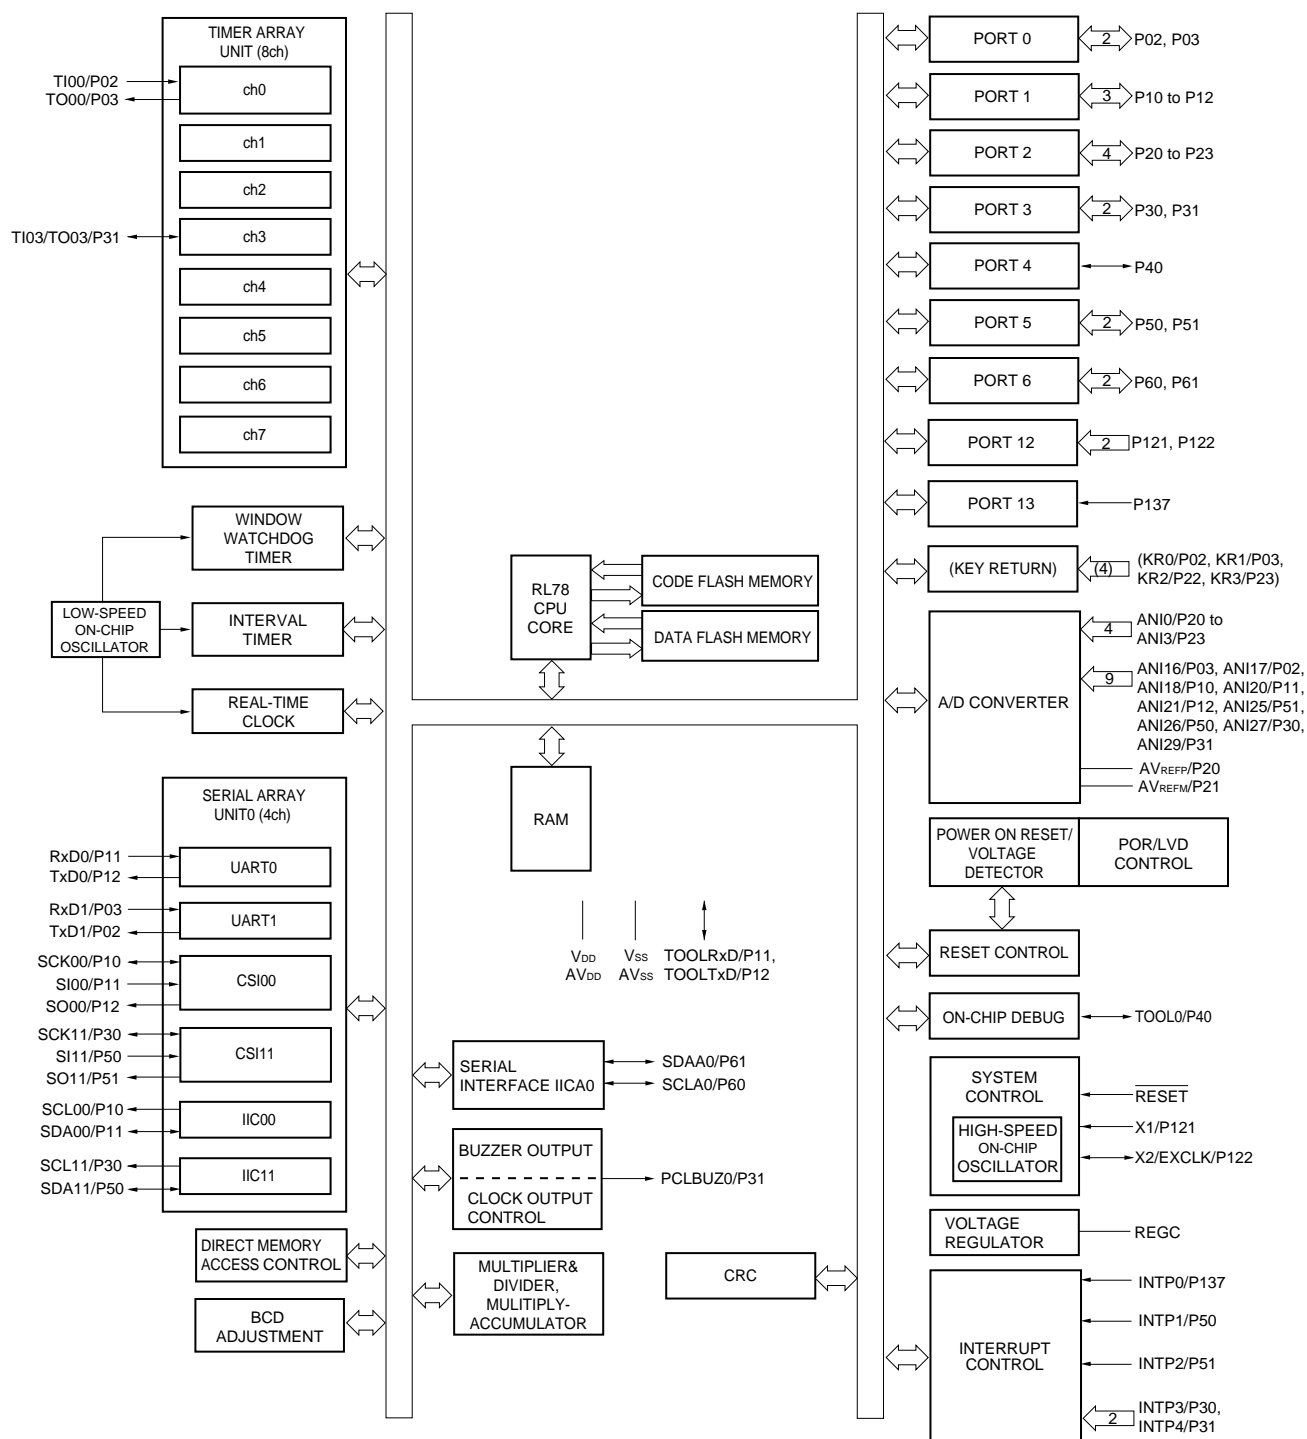 TIMER ARRAY
UNIT (8ch)
TI00/P02
TO00/P03
ch0
ch1
ch2
TI03/TO03/P31
ch3
ch4
ch5
ch6
ch7
WINDOW
WATCHDOG
TIMER
LOW-SPEED
ON-CHIP
OSCILLATOR
INTERVAL
TIMER
REAL-TIME
CLOCK
SERIAL ARRAY
UNIT0 (4ch)
RxD0/P11
TxD0/P12
UART0
RxD1/P03
TxD1/P02
UART1
SCK00/P10
SI00/P11
SO00/P12
CSI00
SCK11/P30
SI11/P50
SO11/P51
CSI11
SCL00/P10
SDA00/P11
IIC00
SCL11/P30
SDA11/P50
IIC11
DIRECT MEMORY
ACCESS CONTROL
BCD
ADJUSTMENT
RL78
CPU
CORE
CODE FLASH MEMORY
DATA FLASH MEMORY
RAM
VDD
AVDD
VSS
AVSS
TOOLRxD/P11,
TOOLTxD/P12
SERIAL
INTERFACE IICA0
SDAA0/P61
SCLA0/P60
BUZZER OUTPUT
CLOCK OUTPUT
CONTROL
PCLBUZ0/P31
MULTIPLIER&
DIVIDER,
MULITIPLY-
ACCUMULATOR
CRC
PORT 0
2
P02, P03
PORT 1
3
P10 to P12
PORT 2
4
P20 to P23
PORT 3
2
P30, P31
PORT 4
P40
PORT 5
2
P50, P51
PORT 6
2
P60, P61
PORT 12
2
P121, P122
PORT 13
P137
(KEY RETURN)
(4)
(KR0/P02, KR1/P03,
KR2/P22, KR3/P23)
A/D CONVERTER
4
ANI0/P20 to
ANI3/P23
9
ANI16/P03, ANI17/P02,
ANI18/P10, ANI20/P11,
ANI21/P12, ANI25/P51,
ANI26/P50, ANI27/P30,
ANI29/P31
AVREFP/P20
AVREFM/P21
POWER ON RESET/
VOLTAGE
DETECTOR
POR/LVD
CONTROL
RESET CONTROL
ON-CHIP DEBUG
TOOL0/P40
SYSTEM
CONTROL
HIGH-SPEED
ON-CHIP
OSCILLATOR
RESET
X1/P121
X2/EXCLK/P122
VOLTAGE
REGULATOR
REGC
INTERRUPT
CONTROL
INTP0/P137
INTP1/P50
INTP2/P51
2
INTP3/P30,
INTP4/P31